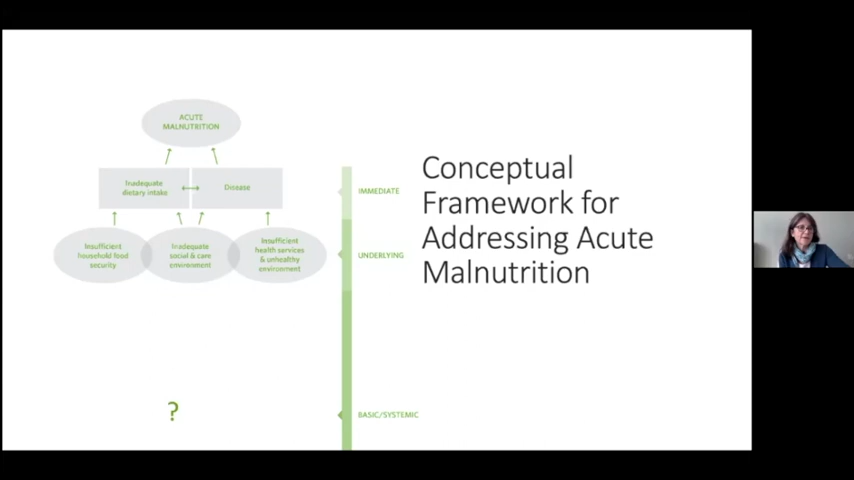 ACUTE
MALNUTRITION
Inadequate
dietary intake
Disease
Insufficient
household food
security
Inadequate
social & care
environment
Insufficient
health services
& unhealthy
environment
?
IMMEDIATE
UNDERLYING
BASIC/SYSTEMIC
Conceptual
Framework for
Addressing Acute
Malnutrition